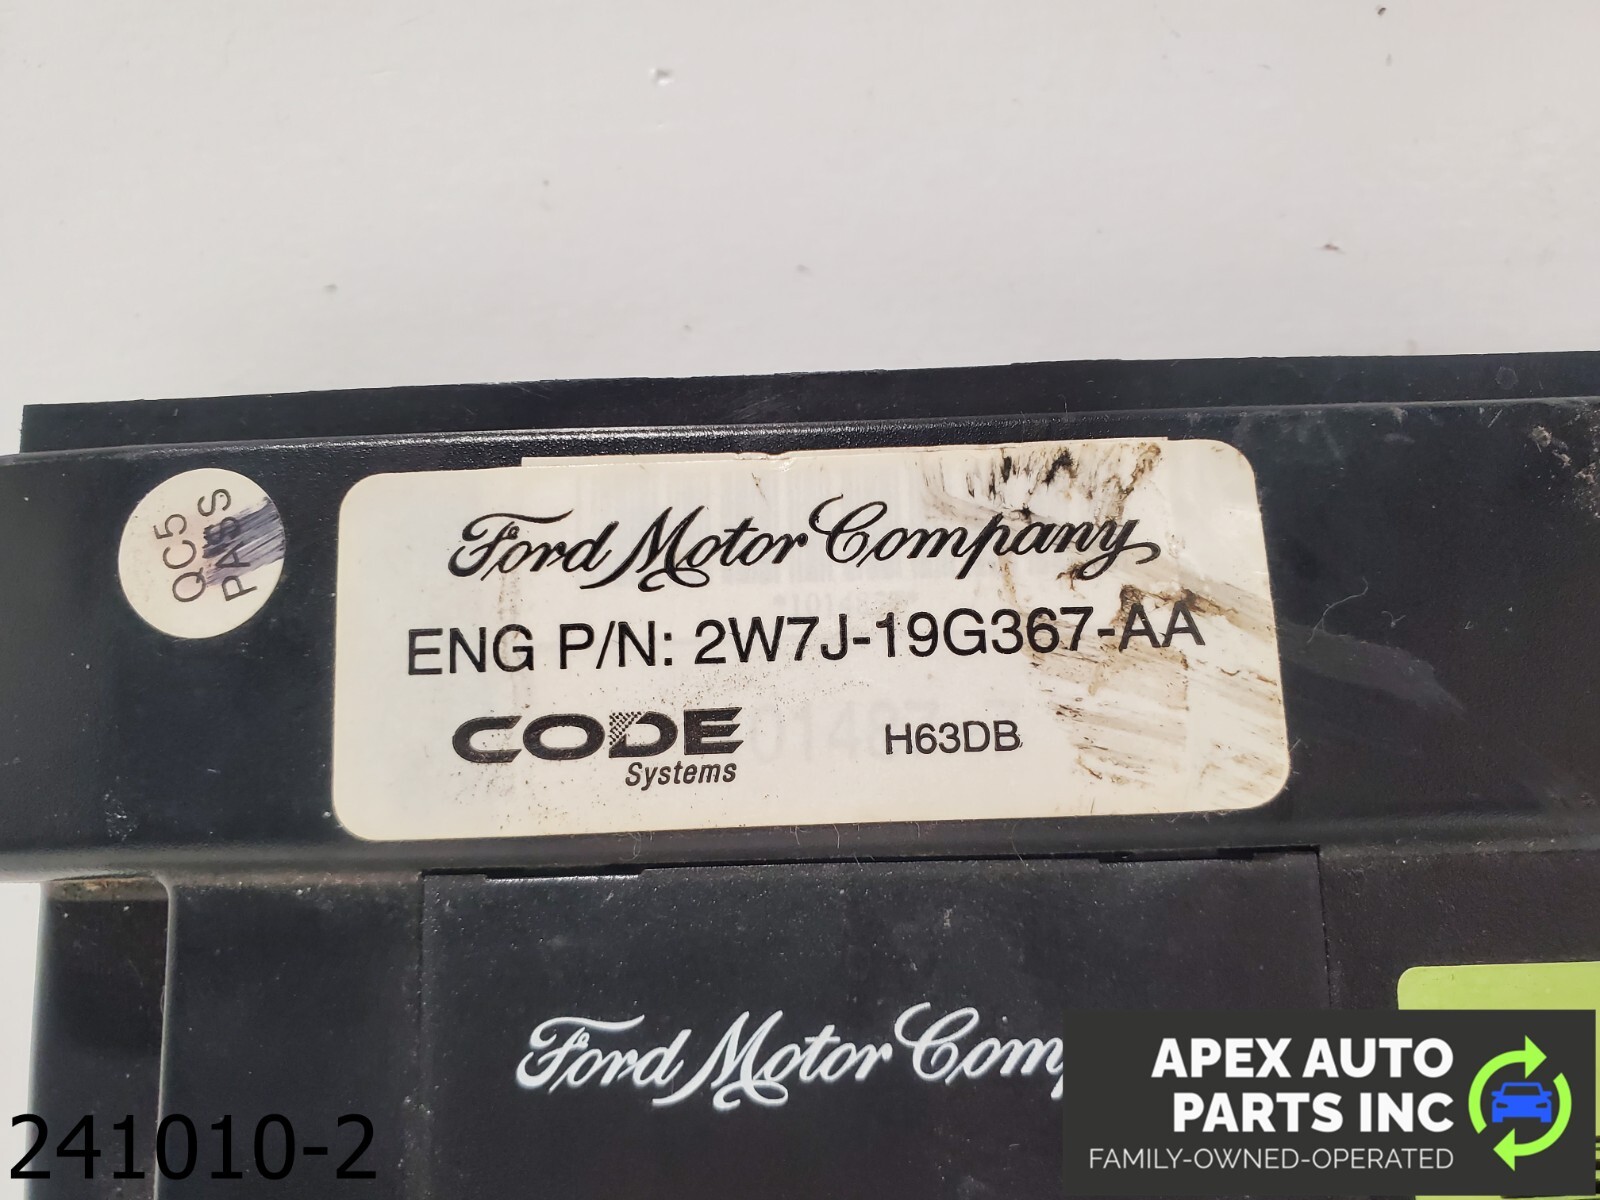 QC5
PASS
Ford Motor Company
ENG P/N: 2W7J-19G367-AA
CODE
Systems
H63DB
Ford Motor Comp
241010-2
APEX AUTO
PARTS INC
FAMILY-OWNED-OPERATED